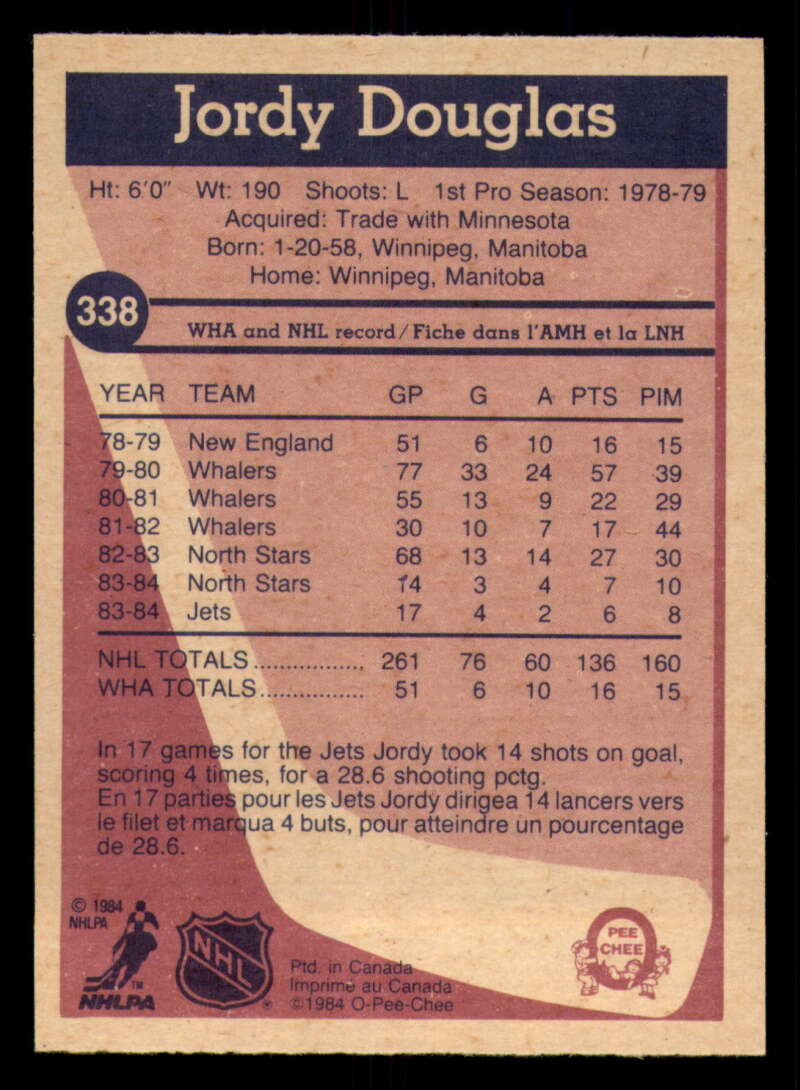 Jordy Douglas
Ht: 6'0" Wt: 190 Shoots: L 1st Pro Season: 1978-79
Acquired: Trade with Minnesota
Born: 1-20-58, Winnipeg, Manitoba
Home: Winnipeg, Manitoba
338
WHA and NHL record/Fiche dans l'AMH et la LNH
YEAR TEAM GP G A PTS PIM
78-79 New England 51 6 10 16 15
79-80 Whalers 77 33 24 57 39
80-81 Whalers 55 13 9 22 29
81-82 Whalers 30 10 7 17 44
82-83 North Stars 68 13 14 27 30
83-84 North Stars 14 3 4 7 10
83-84 Jets 17 4 2 6 8
NHL TOTALS................ 261 76 60 136 160
WHA TOTALS............... 51 6 10 16 15
In 17 games for the Jets Jordy took 14 shots on goal,
scoring 4 times, for a 28.6 shooting pctg.
En 17 parties pour les Jets Jordy dirigea 14 lancers vers
le filet et marqua 4 buts, pour atteindre un pourcentage
de 28.6.
© 1984
NHLPA
TM
NHLPA
NHL
®
Ptd. in Canada
Imprimé au Canada
©1984 O-Pee-Chee
PEE
CHEE